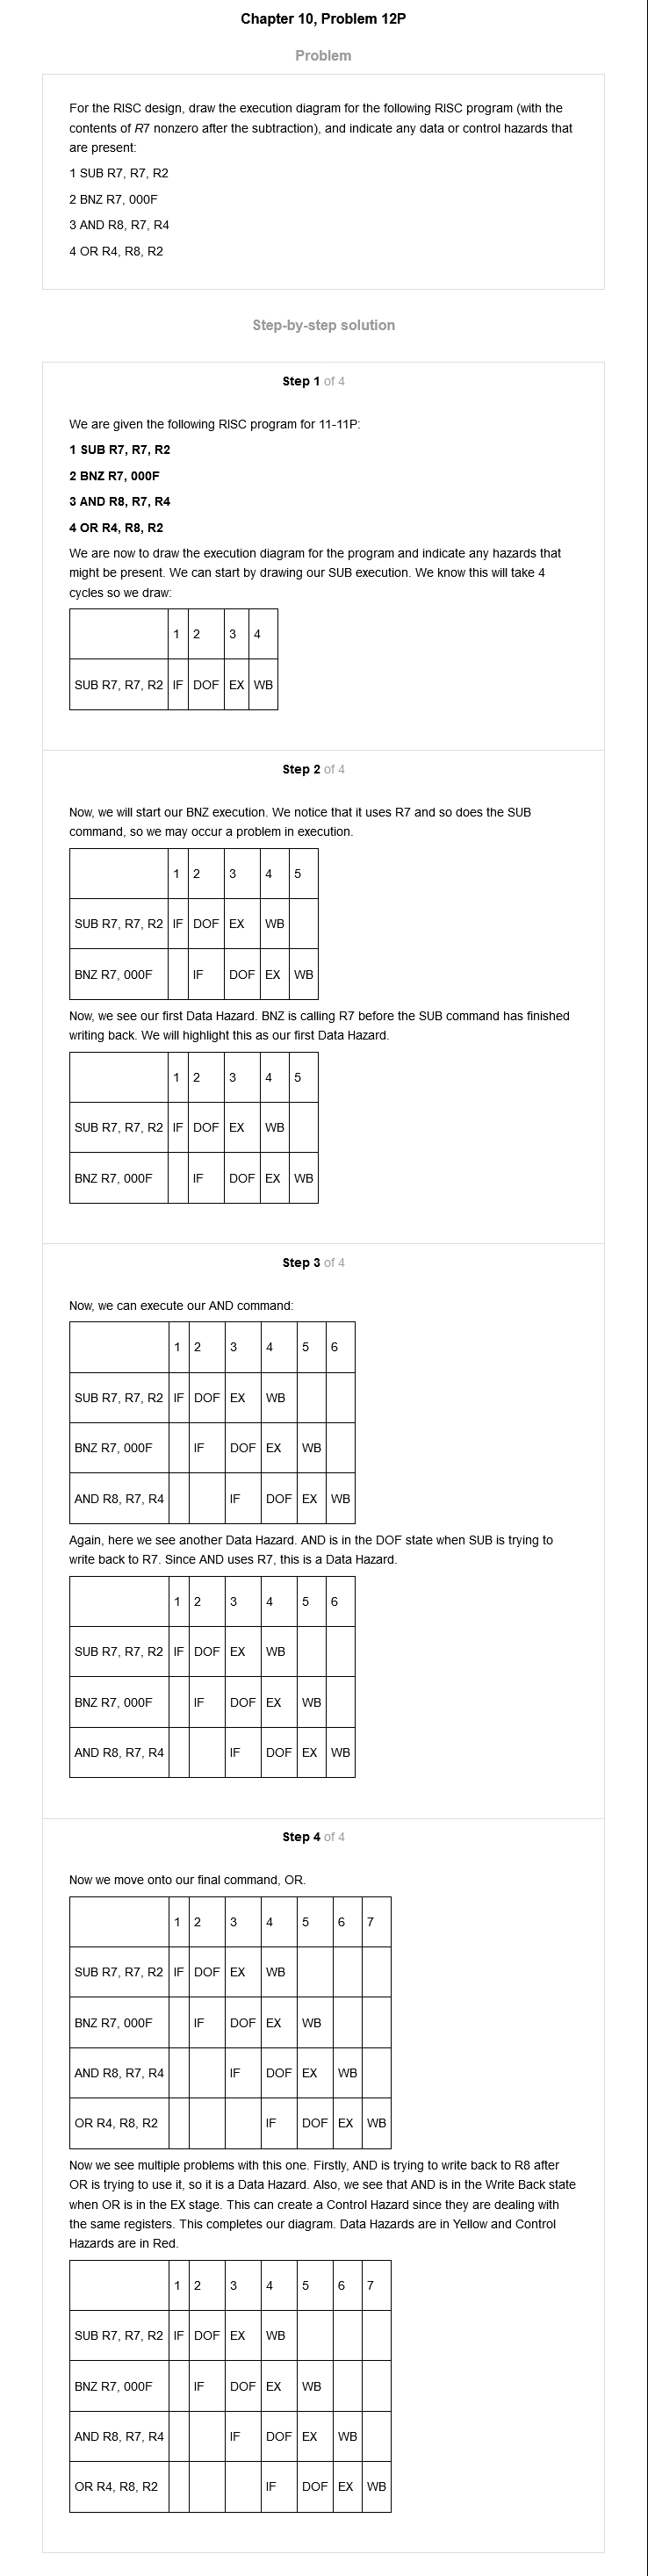 Chapter 10, Problem 12P
Problem
For the RISC design, draw the execution diagram for the following RISC program (with the
contents of R7 nonzero after the subtraction), and indicate any data or control hazards that
are present:
1 SUB R7, R7, R2
2 BNZ R7, 000F
3 AND R8, R7, R4
4 OR R4, R8, R2
Step-by-step solution
Step 1 of 4
We are given the following RISC program for 11-11P:
1 SUB R7, R7, R2
2 BNZ R7, 000F
3 AND R8, R7, R4
4 OR R4, R8, R2
We are now to draw the execution diagram for the program and indicate any hazards that
might be present. We can start by drawing our SUB execution. We know this will take 4
cycles so we draw:
1 2 3 4
SUB R7, R7, R2 IF DOF EX WB
Step 2 of 4
Now, we will start our BNZ execution. We notice that it uses R7 and so does the SUB
command, so we may occur a problem in execution.
1 2 3 4 5
SUB R7, R7, R2 IF DOF EX WB
BNZ R7, 000F IF DOF EX WB
Now, we see our first Data Hazard. BNZ is calling R7 before the SUB command has finished
writing back. We will highlight this as our first Data Hazard.
1 2 3 4 5
SUB R7, R7, R2 IF DOF EX WB
BNZ R7, 000F IF DOF EX WB
Step 3 of 4
Now, we can execute our AND command:
1 2 3 4 5 6
SUB R7, R7, R2 IF DOF EX WB
BNZ R7, 000F IF DOF EX WB
AND R8, R7, R4 IF DOF EX WB
Again, here we see another Data Hazard. AND is in the DOF state when SUB is trying to
write back to R7. Since AND uses R7, this is a Data Hazard.
1 2 3 4 5 6
SUB R7, R7, R2 IF DOF EX WB
BNZ R7, 000F IF DOF EX WB
AND R8, R7, R4 IF DOF EX WB
Step 4 of 4
Now we move onto our final command, OR.
1 2 3 4 5 6 7
SUB R7, R7, R2 IF DOF EX WB
BNZ R7, 000F IF DOF EX WB
AND R8, R7, R4 IF DOF EX WB
OR R4, R8, R2 IF DOF EX WB
Now we see multiple problems with this one. Firstly, AND is trying to write back to R8 after
OR is trying to use it, so it is a Data Hazard. Also, we see that AND is in the Write Back state
when OR is in the EX stage. This can create a Control Hazard since they are dealing with
the same registers. This completes our diagram. Data Hazards are in Yellow and Control
Hazards are in Red.
1 2 3 4 5 6 7
SUB R7, R7, R2 IF DOF EX WB
BNZ R7, 000F IF DOF EX WB
AND R8, R7, R4 IF DOF EX WB
OR R4, R8, R2 IF DOF EX WB